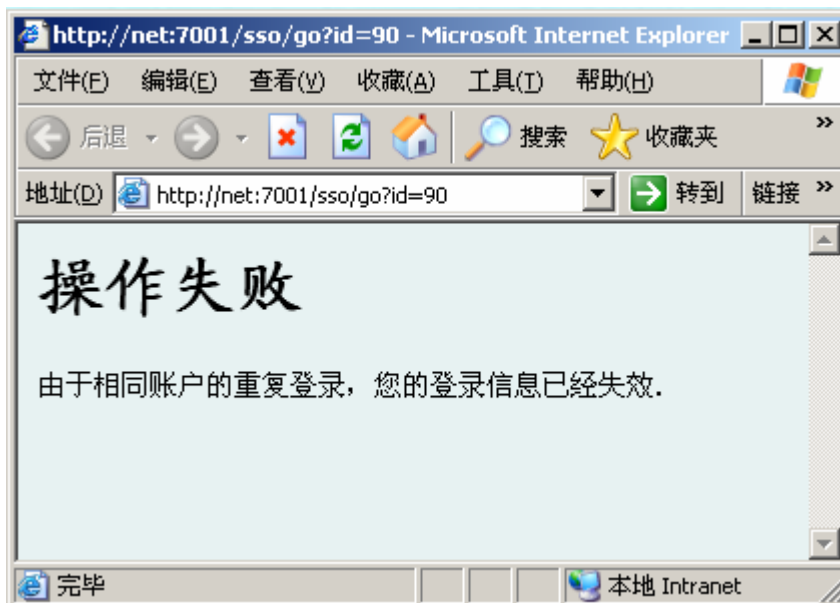 http://net:7001/sso/go?id=90 - Microsoft Internet Explorer
文件(F) 编辑(E) 查看(V) 收藏(A) 工具(T) 帮助(H)
后退 搜索 收藏夹 »
地址(D) http://net:7001/sso/go?id=90 转到 链接 »
操作失败
由于相同账户的重复登录，您的登录信息已经失效.
完毕 本地 Intranet